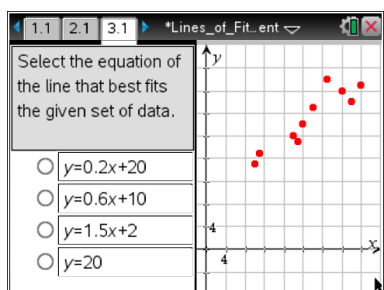 1.1 2.1 3.1 *Lines_of_Fit…ent
Select the equation of
the line that best fits
the given set of data.
y=0.2x+20
y=0.6x+10
y=1.5x+2
y=20
y
4
4
x